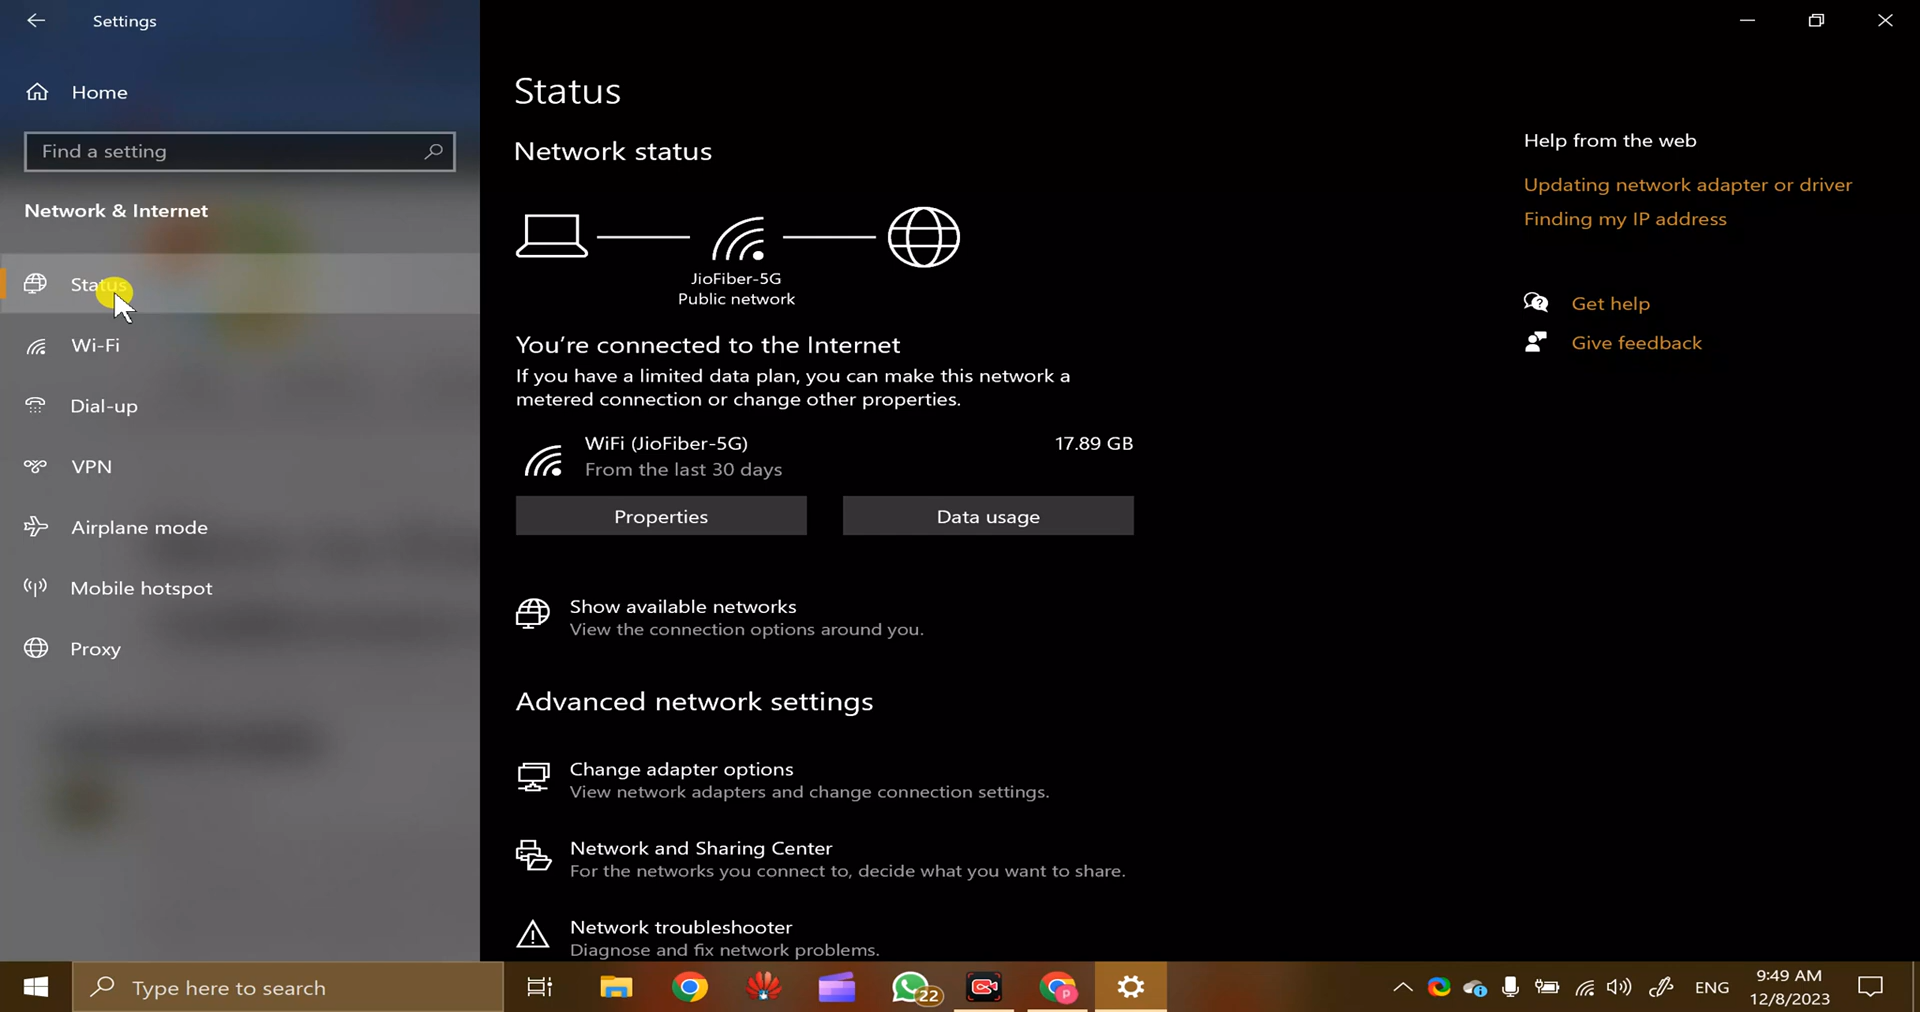 Settings
Home
Find a setting
Network & Internet
Status
Wi-Fi
Dial-up
VPN
Airplane mode
Mobile hotspot
Proxy
Status
Network status
JioFiber-5G
Public network
You're connected to the Internet
If you have a limited data plan, you can make this network a
metered connection or change other properties.
WiFi (JioFiber-5G)
17.89 GB
From the last 30 days
Properties
Data usage
Show available networks
View the connection options around you.
Advanced network settings
Change adapter options
View network adapters and change connection settings.
Network and Sharing Center
For the networks you connect to, decide what you want to share.
Network troubleshooter
Diagnose and fix network problems.
Help from the web
Updating network adapter or driver
Finding my IP address
Get help
Give feedback
Type here to search
22
P
ENG
9:49 AM
12/8/2023